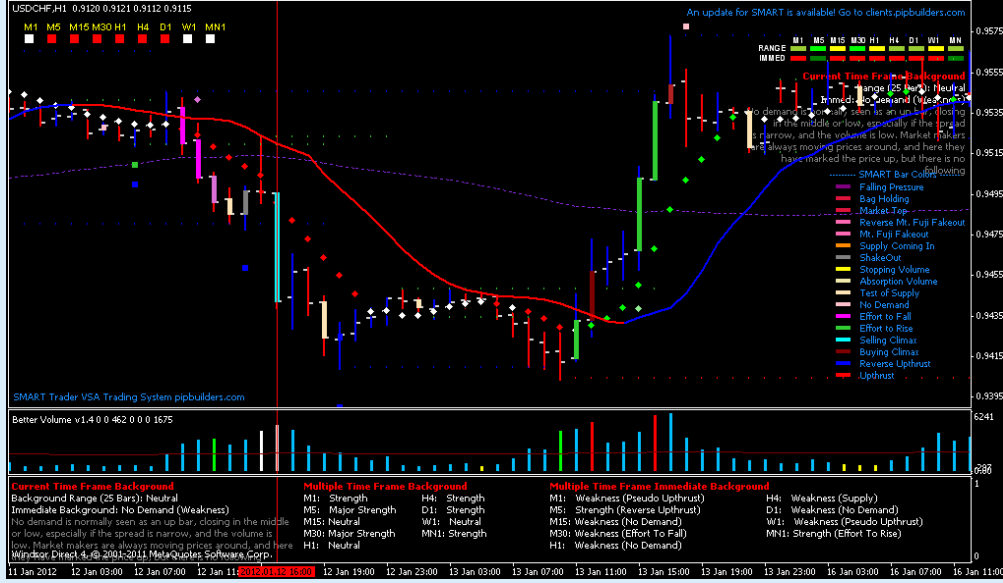 USDCHF,H1 0.9120 0.9121 0.9112 0.9115
An update for SMART is available! Go to clients.pipbuilders.com
M1 M5 M15 M30 H1 H4 D1 W1 MN1
M1 M5 M15 M30 H1 H4 D1 W1 MN
RANGE
IMMED
Current Time Frame Background
Range (25 Bars): Neutral
Immed: No Demand (Weakness)
No demand is normally seen as an up bar, closing
in the middle or low, especially if the spread
is narrow, and the volume is low. Market makers
are always moving prices around, and here they
have marked the price up, but there is no
following
SMART Bar Colors
Falling Pressure
Bag Holding
Market Top
Reverse Mt. Fuji Fakeout
Mt. Fuji Fakeout
Supply Coming In
ShakeOut
Stopping Volume
Absorption Volume
Test of Supply
No Demand
Effort to Fall
Effort to Rise
Selling Climax
Buying Climax
Reverse Upthrust
Upthrust
0.9575
0.9555
0.9535
0.9515
0.9495
0.9475
0.9455
0.9435
0.9415
0.9395
SMART Trader VSA Trading System pipbuilders.com
Better Volume v1.4 0 0 462 0 0 0 1675
6241
Current Time Frame Background
Background Range (25 Bars): Neutral
Immediate Background: No Demand (Weakness)
No demand is normally seen as an up bar, closing in the middle
or low, especially if the spread is narrow, and the volume is
low. Market makers are always moving prices around, and here
Windsor Direct 4, © 2001-2011 MetaQuotes Software Corp.
Multiple Time Frame Background
M1: Strength
M5: Major Strength
M15: Neutral
M30: Major Strength
H1: Neutral
H4: Strength
D1: Strength
W1: Neutral
MN1: Strength
Multiple Time Frame Immediate Background
M1: Weakness (Pseudo Upthrust)
M5: Strength (Reverse Upthrust)
M15: Weakness (No Demand)
M30: Weakness (Effort To Fall)
H1: Weakness (No Demand)
H4: Weakness (Supply)
D1: Weakness (No Demand)
W1: Weakness (Pseudo Upthrust)
MN1: Strength (Effort To Rise)
1
0
11 Jan 2012 12 Jan 03:00 12 Jan 07:00 12 Jan 11: 2012.01.12 16:00 12 Jan 19:00 12 Jan 23:00 13 Jan 03:00 13 Jan 07:00 13 Jan 11:00 13 Jan 15:00 13 Jan 19:00 13 Jan 23:00 16 Jan 03:00 16 Jan 07:00 16 Jan 11:00